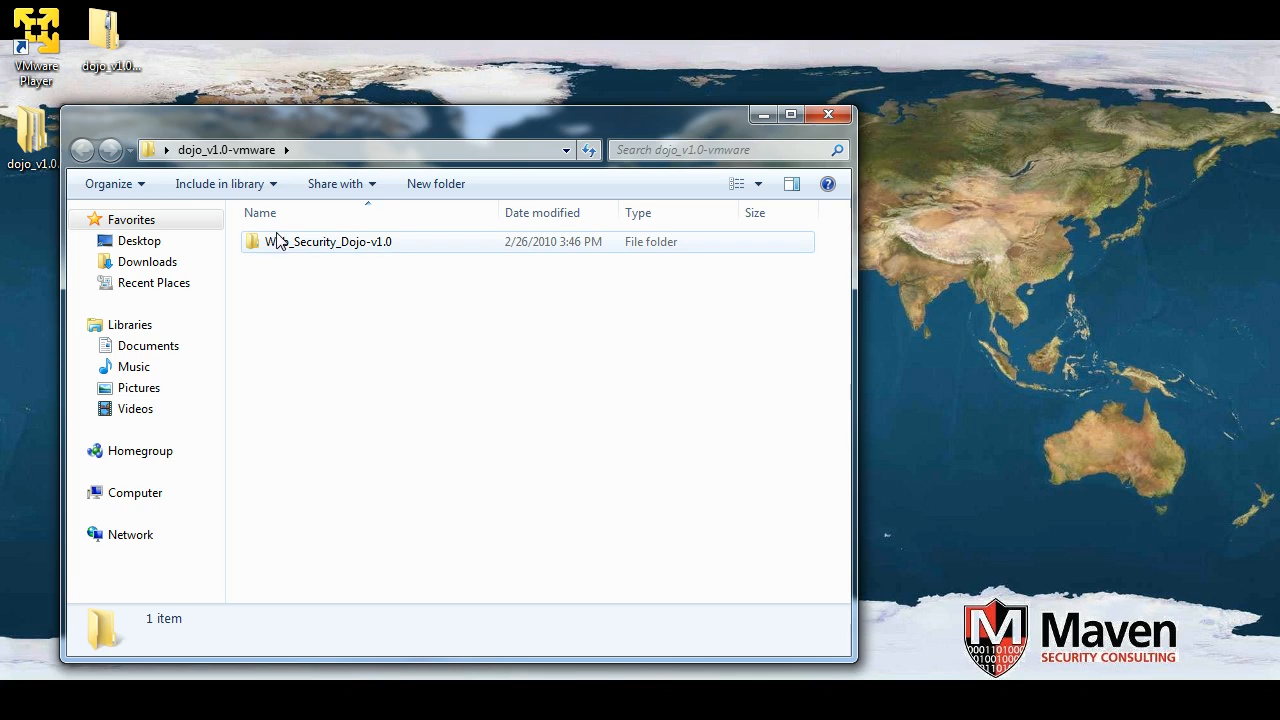 VMware
Player
dojo_v1.0...
dojo_v1.0
dojo_v1.0-vmware
Search dojo_v1.0-vmware
Organize
Include in library
Share with
New folder
Name
Date modified
Type
Size
Favorites
Desktop
Downloads
Recent Places
Libraries
Documents
Music
Pictures
Videos
Homegroup
Computer
Network
Web_Security_Dojo-v1.0
2/26/2010 3:46 PM
File folder
1 item
M
Maven
SECURITY CONSULTING